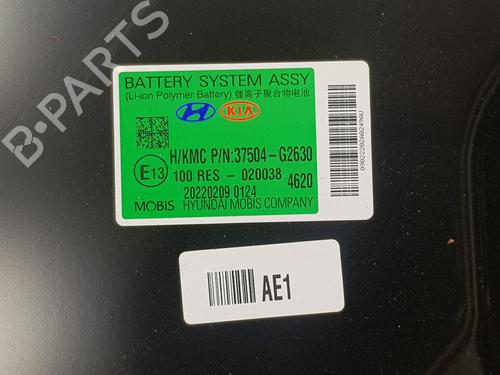 B-PARTS
BATTERY SYSTEM ASSY
(Li-ion Polymer Battery) 锂离子聚合物电池
KIA
H/KMC P/N:37504-G2630
E13
100 RES - 020038
4620
20220209 0124
MOBIS HYUNDAI MOBIS COMPANY
AE1